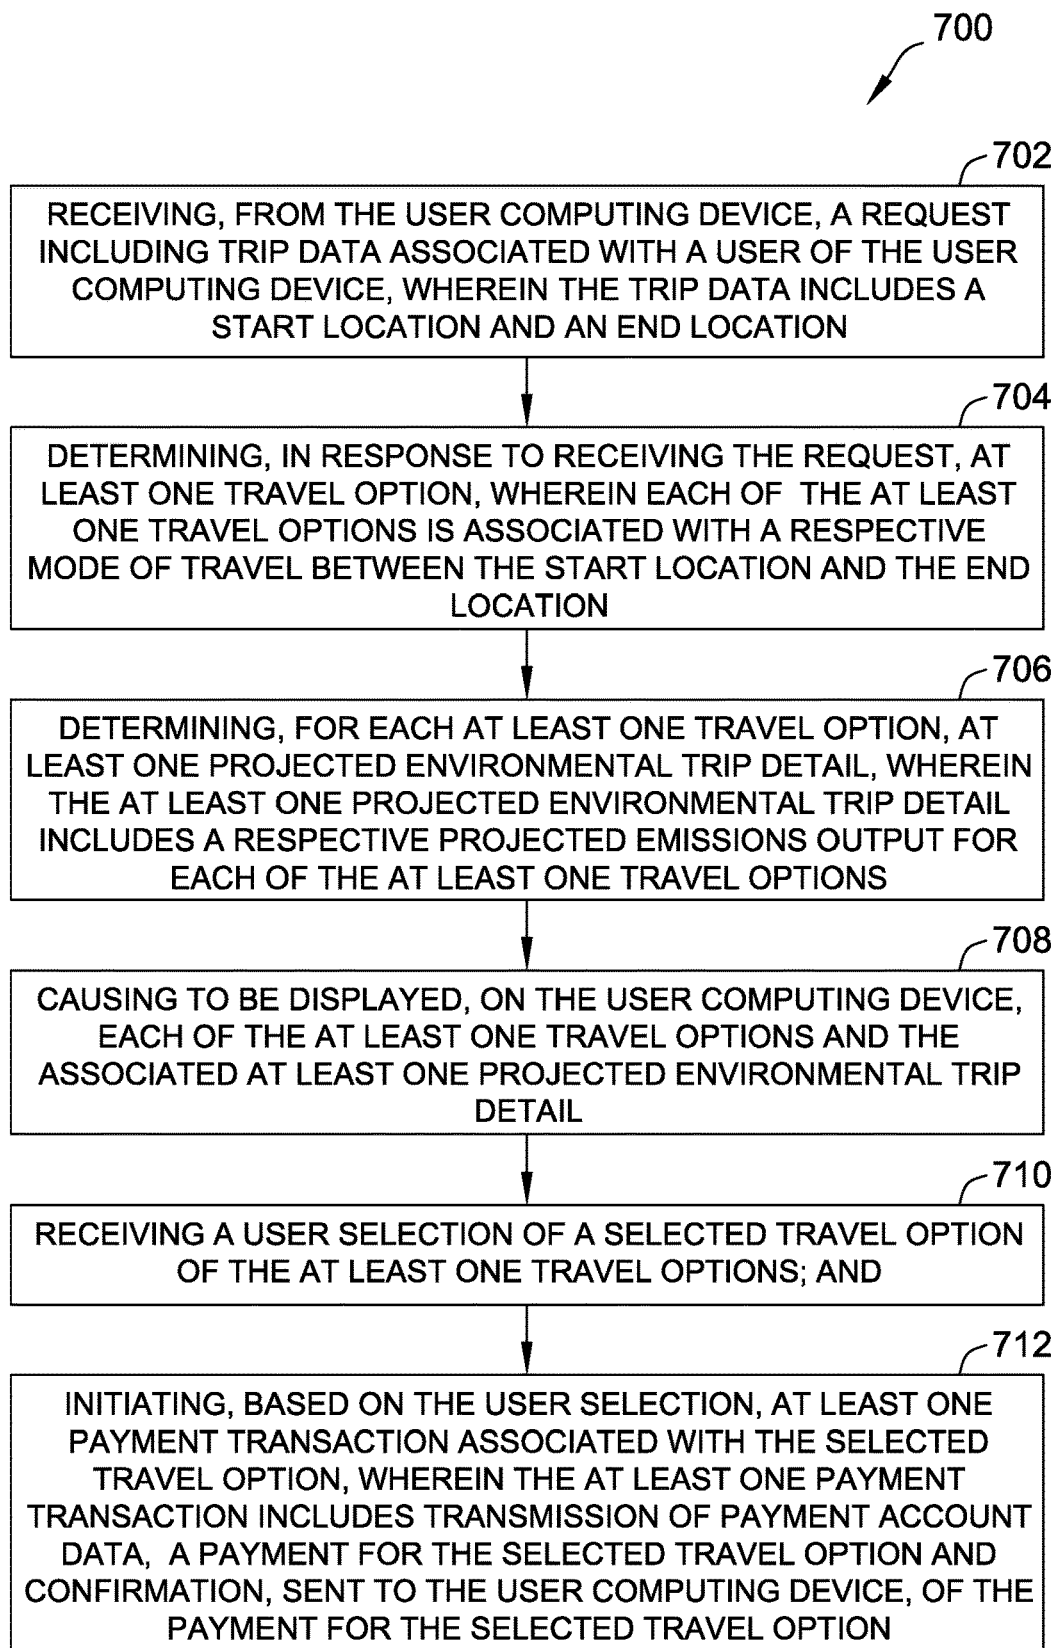 700
702
RECEIVING, FROM THE USER COMPUTING DEVICE, A REQUEST
INCLUDING TRIP DATA ASSOCIATED WITH A USER OF THE USER
COMPUTING DEVICE, WHEREIN THE TRIP DATA INCLUDES A
START LOCATION AND AN END LOCATION
704
DETERMINING, IN RESPONSE TO RECEIVING THE REQUEST, AT
LEAST ONE TRAVEL OPTION, WHEREIN EACH OF THE AT LEAST
ONE TRAVEL OPTIONS IS ASSOCIATED WITH A RESPECTIVE
MODE OF TRAVEL BETWEEN THE START LOCATION AND THE END
LOCATION
706
DETERMINING, FOR EACH AT LEAST ONE TRAVEL OPTION, AT
LEAST ONE PROJECTED ENVIRONMENTAL TRIP DETAIL, WHEREIN
THE AT LEAST ONE PROJECTED ENVIRONMENTAL TRIP DETAIL
INCLUDES A RESPECTIVE PROJECTED EMISSIONS OUTPUT FOR
EACH OF THE AT LEAST ONE TRAVEL OPTIONS
708
CAUSING TO BE DISPLAYED, ON THE USER COMPUTING DEVICE,
EACH OF THE AT LEAST ONE TRAVEL OPTIONS AND THE
ASSOCIATED AT LEAST ONE PROJECTED ENVIRONMENTAL TRIP
DETAIL
710
RECEIVING A USER SELECTION OF A SELECTED TRAVEL OPTION
OF THE AT LEAST ONE TRAVEL OPTIONS; AND
712
INITIATING, BASED ON THE USER SELECTION, AT LEAST ONE
PAYMENT TRANSACTION ASSOCIATED WITH THE SELECTED
TRAVEL OPTION, WHEREIN THE AT LEAST ONE PAYMENT
TRANSACTION INCLUDES TRANSMISSION OF PAYMENT ACCOUNT
DATA, A PAYMENT FOR THE SELECTED TRAVEL OPTION AND
CONFIRMATION, SENT TO THE USER COMPUTING DEVICE, OF THE
PAYMENT FOR THE SELECTED TRAVEL OPTION